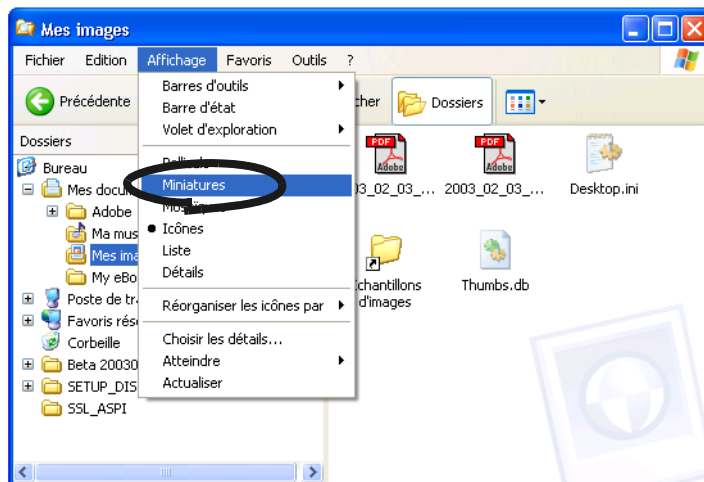 Mes images
Fichier Edition Affichage Favoris Outils ?
Précédente
cher
Dossiers
Barres d'outils
Barre d'état
Volet d'exploration
Miniatures
Icônes
Liste
Détails
Réorganiser les icônes par
Choisir les détails...
Atteindre
Actualiser
Dossiers
Bureau
Mes docum
Adobe
Ma mus
Mes ima
My eBo
Poste de tr
Favoris rés
Corbeille
Beta 20030
SETUP_DIS
SSL_ASPI
PDF
Adobe
3_02_03_...
PDF
Adobe
2003_02_03_...
Desktop.ini
chantillons
d'images
Thumbs.db